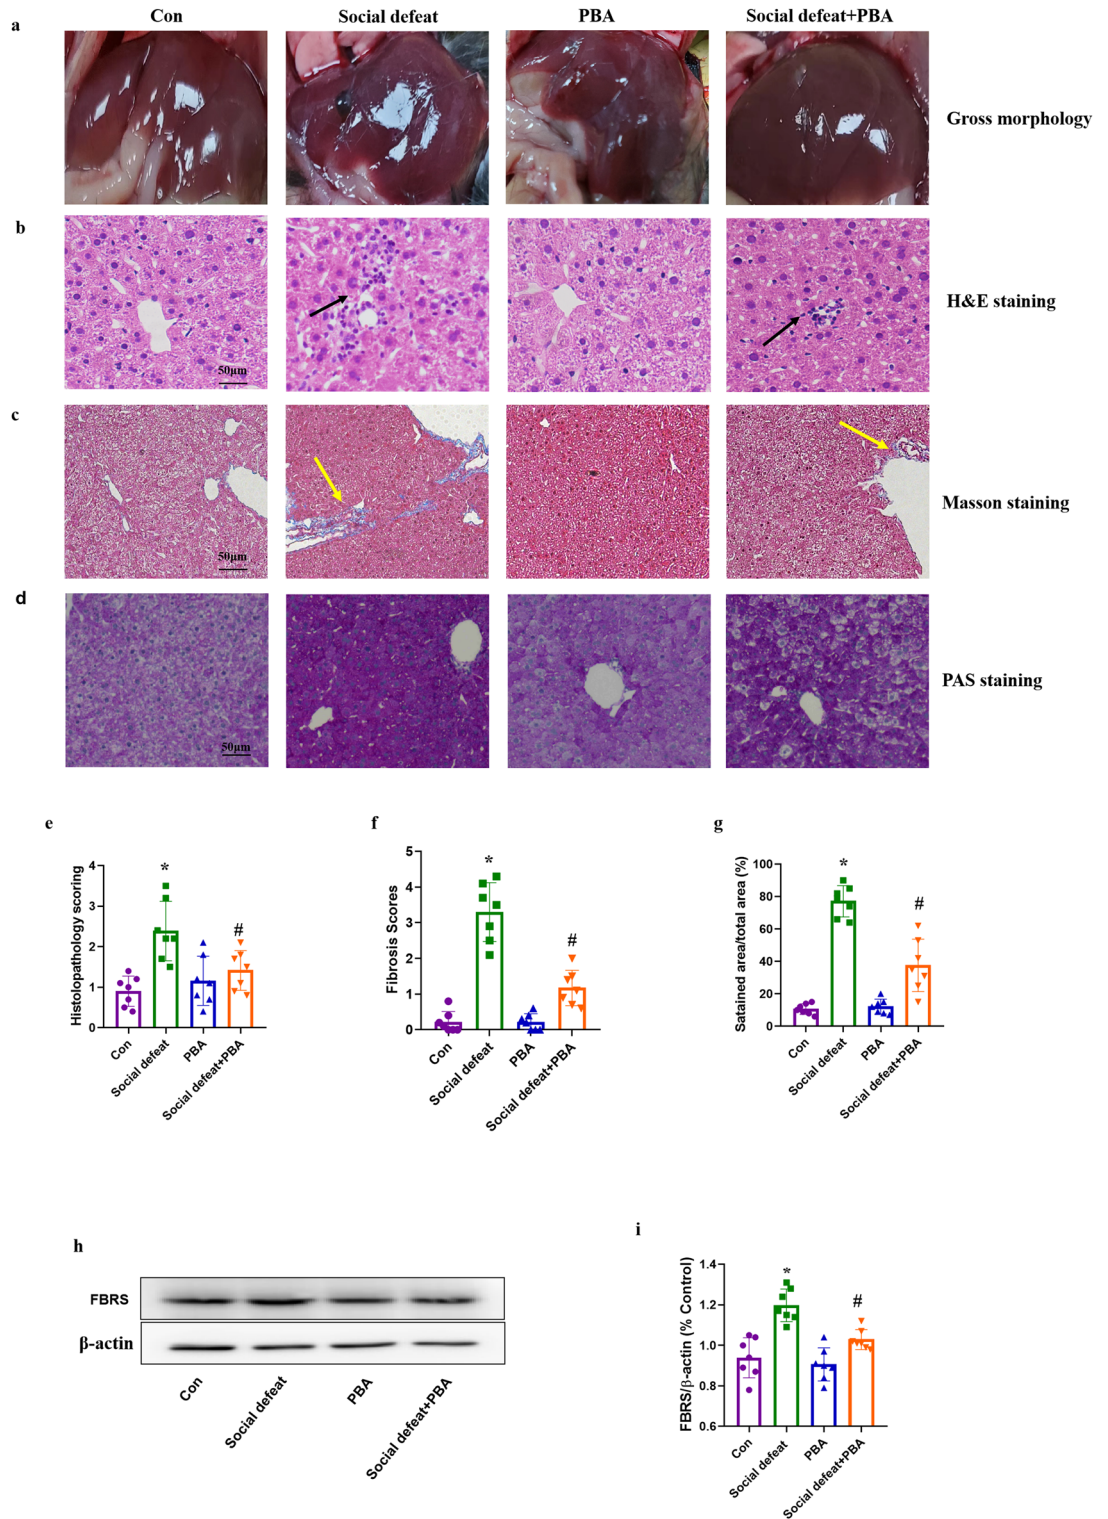 a
Con
Social defeat
PBA
Social defeat+PBA
Gross morphology
b
50μm
H&E staining
c
50μm
Masson staining
d
50μm
PAS staining
e
Histolopathology scoring
4
3
2
1
0
*
#
Con
Social defeat
PBA
Social defeat+PBA
f
Fibrosis Scores
5
4
3
2
1
0
*
#
Con
Social defeat
PBA
Social defeat+PBA
g
Satained area/total area (%)
100
80
60
40
20
0
*
#
Con
Social defeat
PBA
Social defeat+PBA
h
FBRS
β-actin
Con
Social defeat
PBA
Social defeat+PBA
i
FBRS/β-actin (% Control)
1.4
1.2
1.0
0.8
0.6
*
#
Con
Social defeat
PBA
Social defeat+PBA